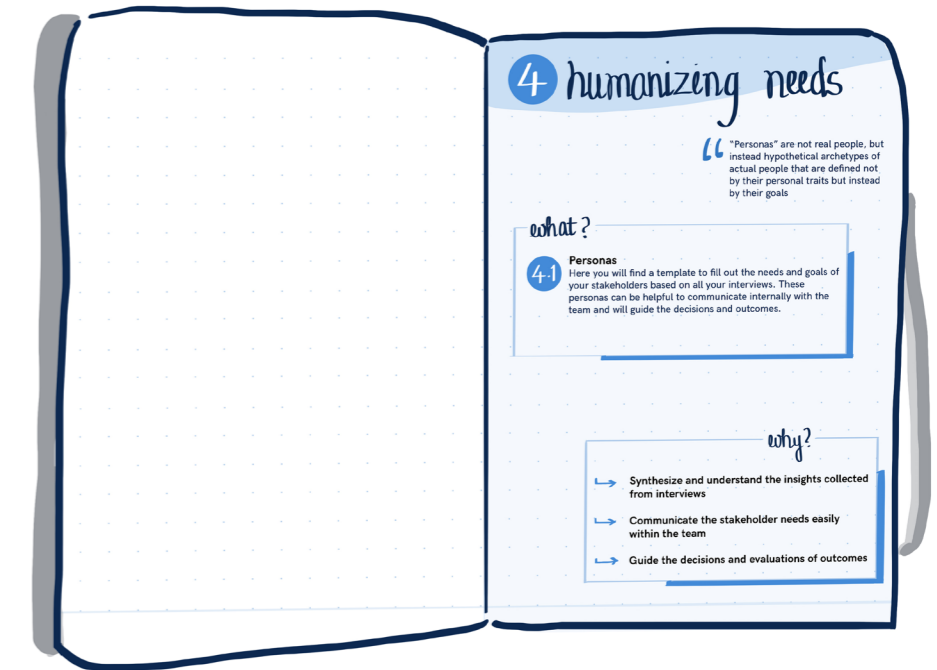 4 humanizing needs
“Personas” are not real people, but
instead hypothetical archetypes of
actual people that are defined not
by their personal traits but instead
by their goals
what?
4.1
Personas
Here you will find a template to fill out the needs and goals of
your stakeholders based on all your interviews. These
personas can be helpful to communicate internally with the
team and will guide the decisions and outcomes.
why?
Synthesize and understand the insights collected
from interviews
Communicate the stakeholder needs easily
within the team
Guide the decisions and evaluations of outcomes